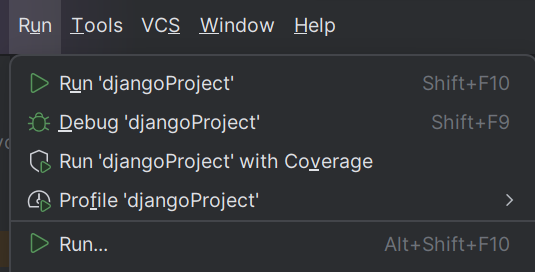 Run Tools VCS Window Help
Run 'djangoProject' Shift+F10
Debug 'djangoProject' Shift+F9
Run 'djangoProject' with Coverage
Profile 'djangoProject'
Run... Alt+Shift+F10